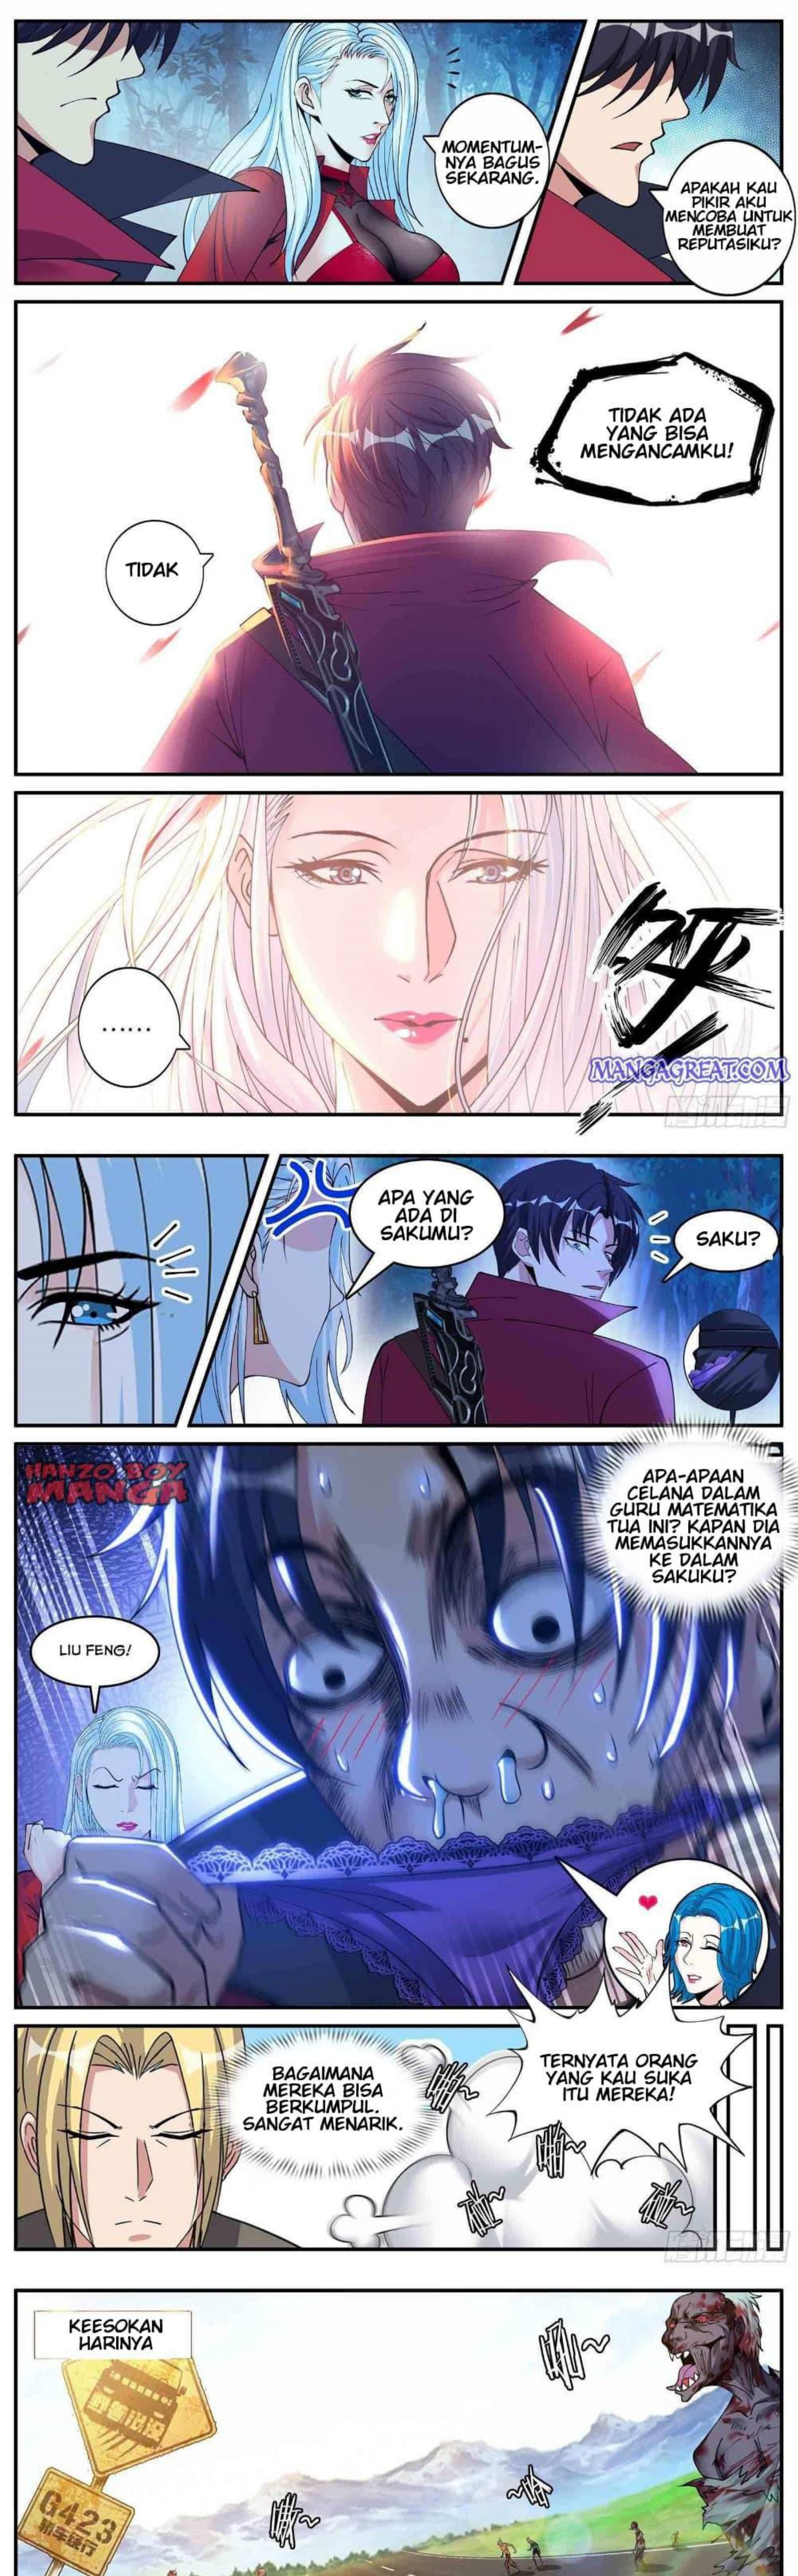 MOMENTUM-
NYA BAGUS
SEKARANG.
APAKAH KAU
PIKIR AKU
MENCOBA UNTUK
MEMBUAT
REPUTASIKU?
TIDAK ADA
YANG BISA
MENGANCAMKU!
TIDAK
......
MANGAGREAT.COM
APA YANG
ADA DI
SAKUMU?
SAKU?
HANZO BOY
MANGA
APA-APAAN
CELANA DALAM
GURU MATEMATIKA
TUA INI? KAPAN DIA
MEMASUKKANNYA
KE DALAM
SAKUKU?
LIU FENG!
BAGAIMANA
MEREKA BISA
BERKUMPUL.
SANGAT MENARIK.
TERNYATA ORANG
YANG KAU SUKA
ITU MEREKA!
KEESOKAN
HARINYA
G423